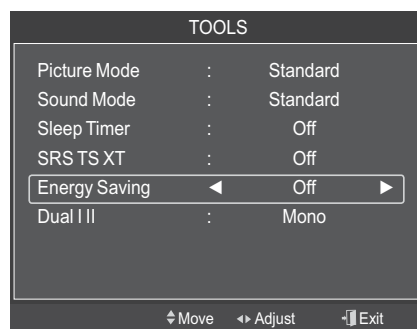 TOOLS
Picture Mode : Standard
Sound Mode : Standard
Sleep Timer : Off
SRS TS XT : Off
Energy Saving ◀ Off ▶
Dual I II : Mono
Move Adjust Exit